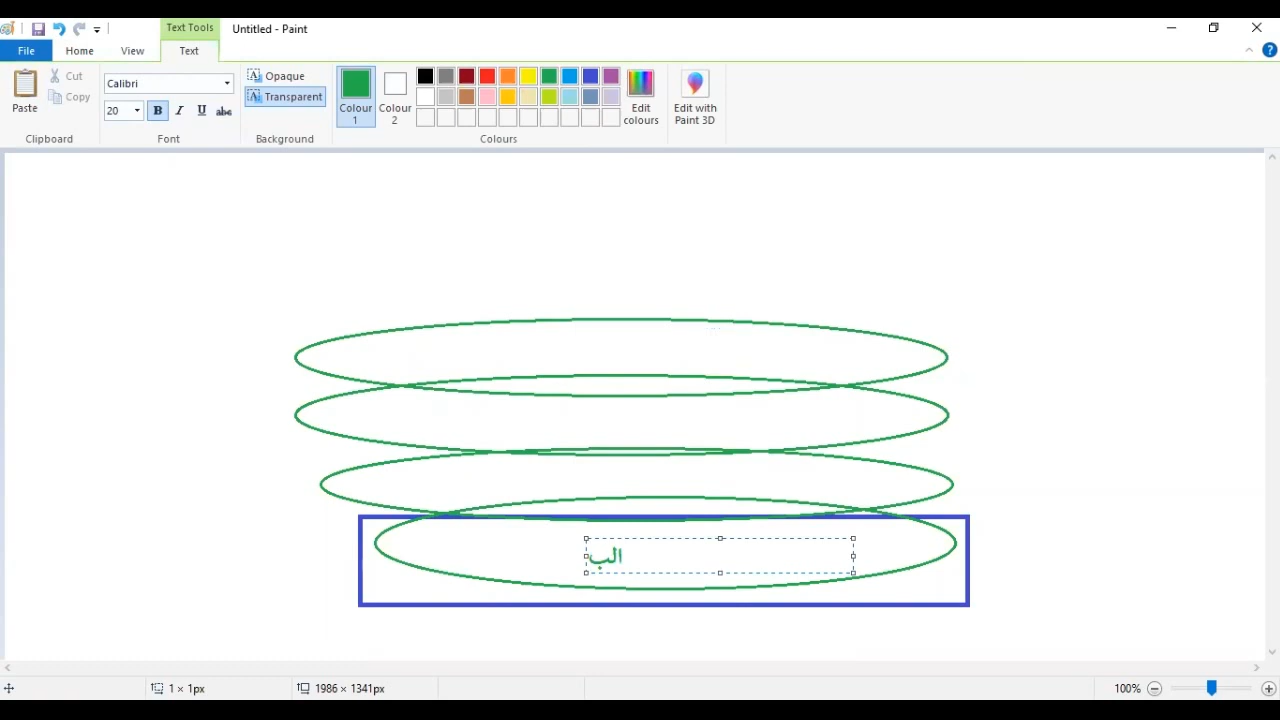 Text Tools
Untitled - Paint
File
Home
View
Text
Paste
Cut
Copy
Clipboard
Calibri
20
B I U abc
Font
Opaque
Transparent
Background
Colour 1
Colour 2
Edit colours
Colours
Edit with Paint 3D
الب
1 × 1px
1986 × 1341px
100%